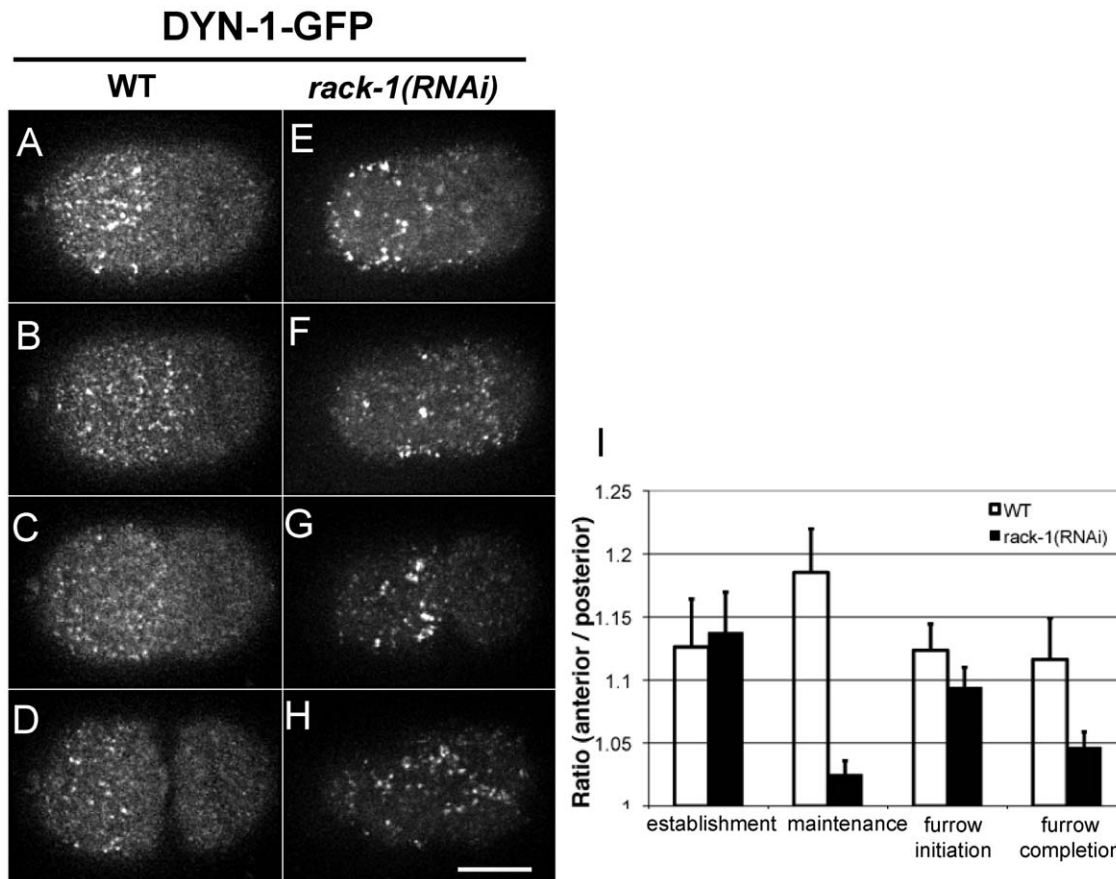 DYN-1-GFP
WT rack-1(RNAi)
A E
B F
C G
D H
I
Ratio (anterior / posterior)
1.25
1.2
1.15
1.1
1.05
1
WT
rack-1(RNAi)
establishment maintenance furrow initiation furrow completion